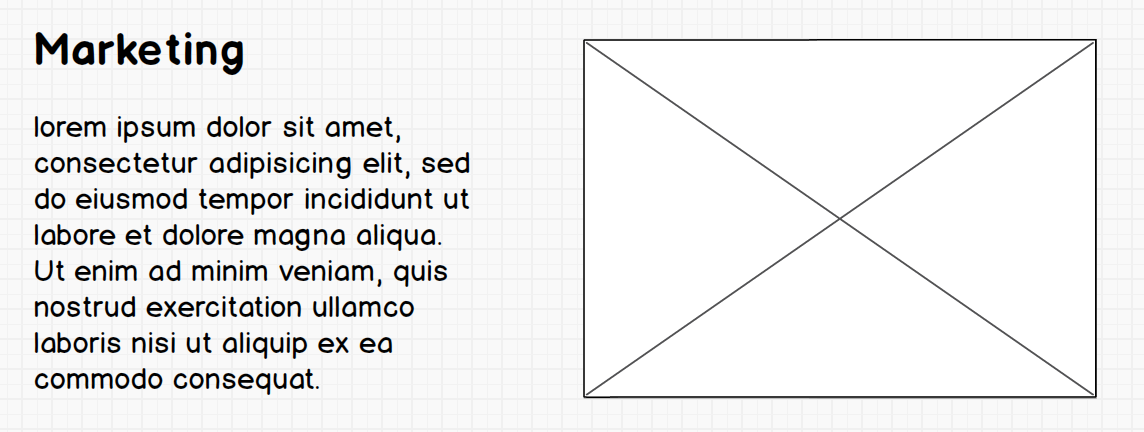 Marketing
lorem ipsum dolor sit amet,
consectetur adipisicing elit, sed
do eiusmod tempor incididunt ut
labore et dolore magna aliqua.
Ut enim ad minim veniam, quis
nostrud exercitation ullamco
laboris nisi ut aliquip ex ea
commodo consequat.